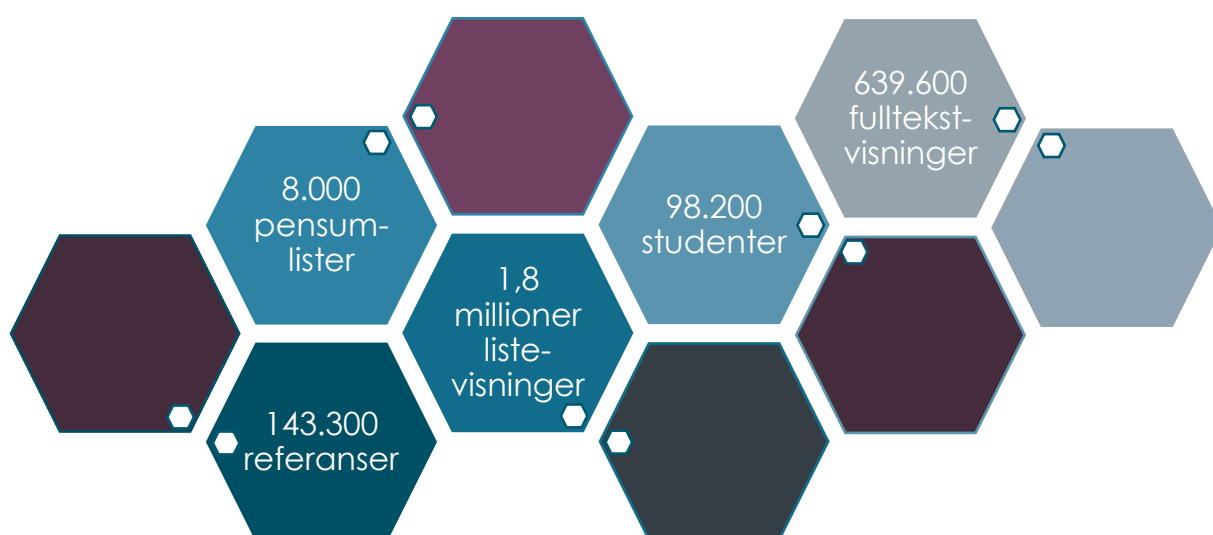 639.600
fulltekst-
visninger
8.000
pensum-
lister
98.200
studenter
1,8
millioner
liste-
visninger
143.300
referanser